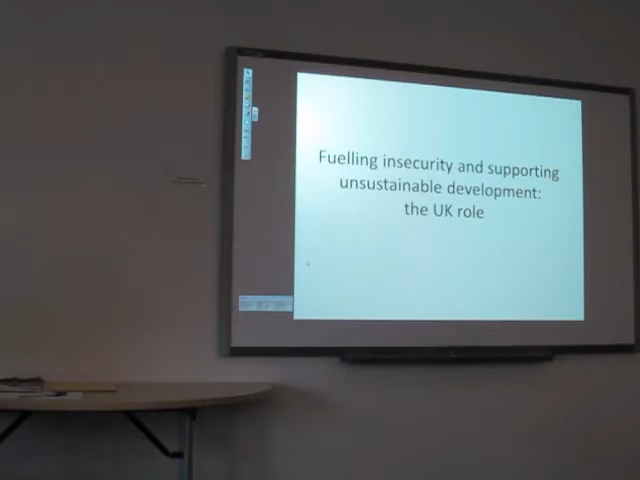 Fuelling insecurity and supporting
unsustainable development:
the UK role